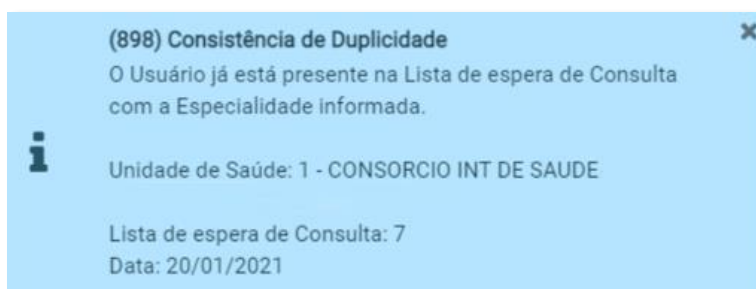 (898) Consistência de Duplicidade
O Usuário já está presente na Lista de espera de Consulta
com a Especialidade informada.
Unidade de Saúde: 1 - CONSORCIO INT DE SAUDE
Lista de espera de Consulta: 7
Data: 20/01/2021